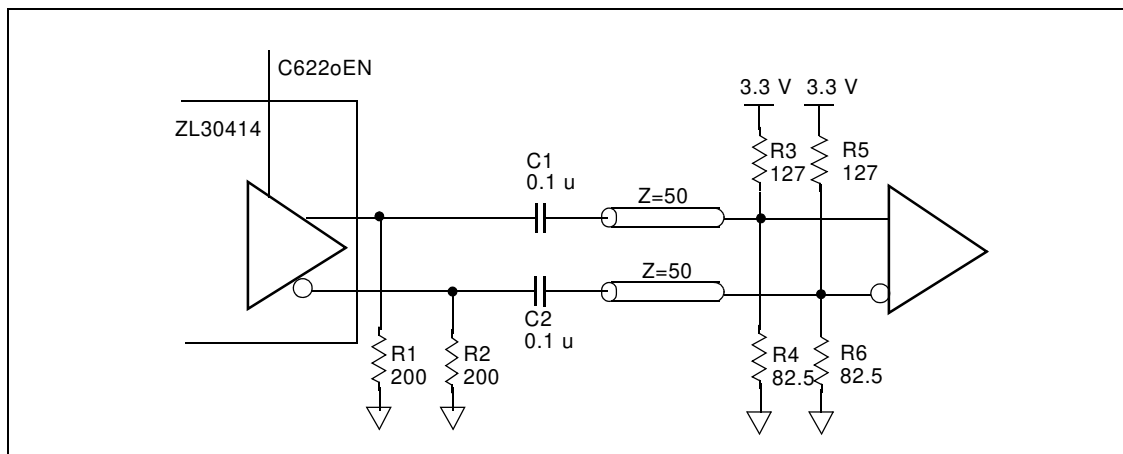 C622oEN
ZL30414
3.3 V
3.3 V
C1
0.1 u
Z=50
R3
127
R5
127
Z=50
C2
0.1 u
R1
200
R2
200
R4
82.5
R6
82.5